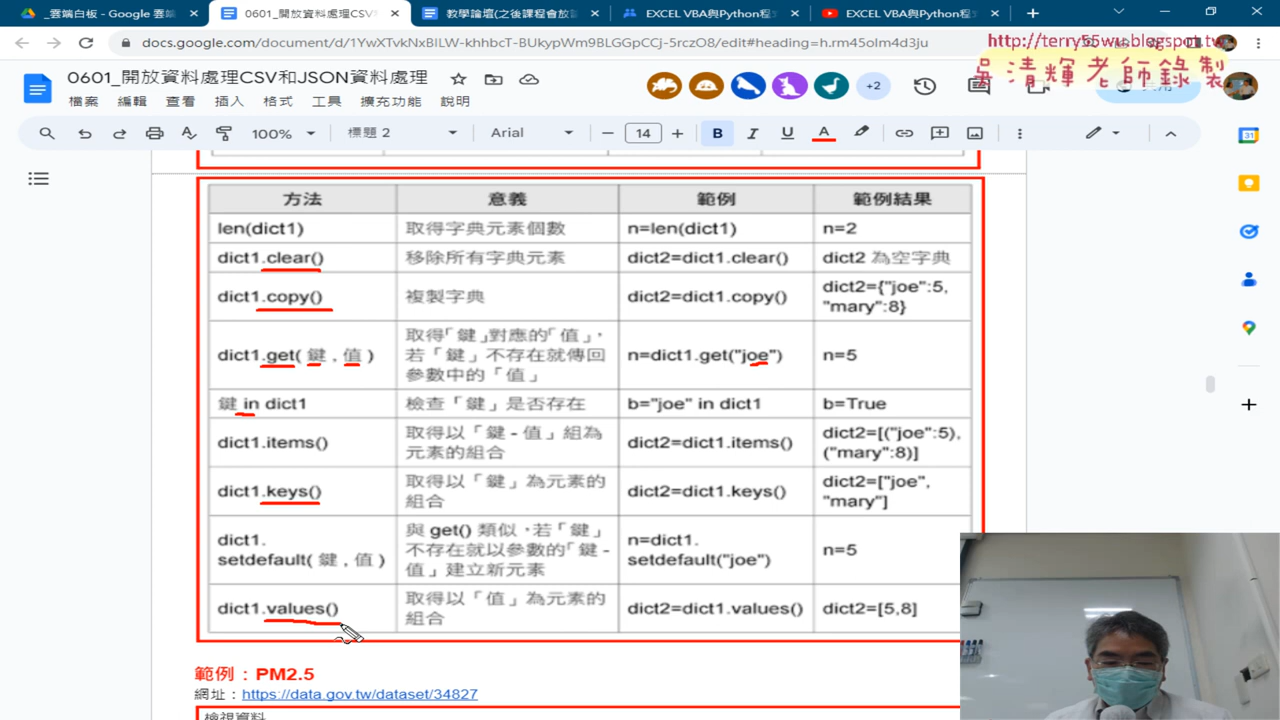 _雲端白板 - Google 雲端
0601_開放資料處理CSV
教學論壇(之後課程會放
EXCEL VBA與Python程
EXCEL VBA與Python程
docs.google.com/document/d/1YwXTvkNxBILW-khhbcT-BUkypWm9BLGGpCCj-5rczO8/edit#heading=h.rm45olm4d3ju
http://terry55wu.blogspot.tw
吳清輝老師錄製
0601_開放資料處理CSV和JSON資料處理
檔案 編輯 查看 插入 格式 工具 擴充功能 說明
+2
100% 標題 2 Arial 14 B I U A
31
方法 意義 範例 範例結果
len(dict1) 取得字典元素個數 n=len(dict1) n=2
dict1.clear() 移除所有字典元素 dict2=dict1.clear() dict2 為空字典
dict1.copy() 複製字典 dict2=dict1.copy() dict2={"joe":5,
"mary":8}
dict1.get( 鍵 , 值 ) 取得「鍵」對應的「值」,
若「鍵」不存在就傳回
參數中的「值」 n=dict1.get("joe") n=5
鍵 in dict1 檢查「鍵」是否存在 b="joe" in dict1 b=True
dict1.items() 取得以「鍵 - 值」組為
元素的組合 dict2=dict1.items() dict2=[("joe":5),
("mary":8)]
dict1.keys() 取得以「鍵」為元素的
組合 dict2=dict1.keys() dict2=["joe",
"mary"]
dict1.
setdefault( 鍵 , 值 ) 與 get() 類似,若「鍵」
不存在就以參數的「鍵 -
值」建立新元素 n=dict1.
setdefault("joe") n=5
dict1.values() 取得以「值」為元素的
組合 dict2=dict1.values() dict2=[5,8]
範例:PM2.5
網址:https://data.gov.tw/dataset/34827
檢視資料